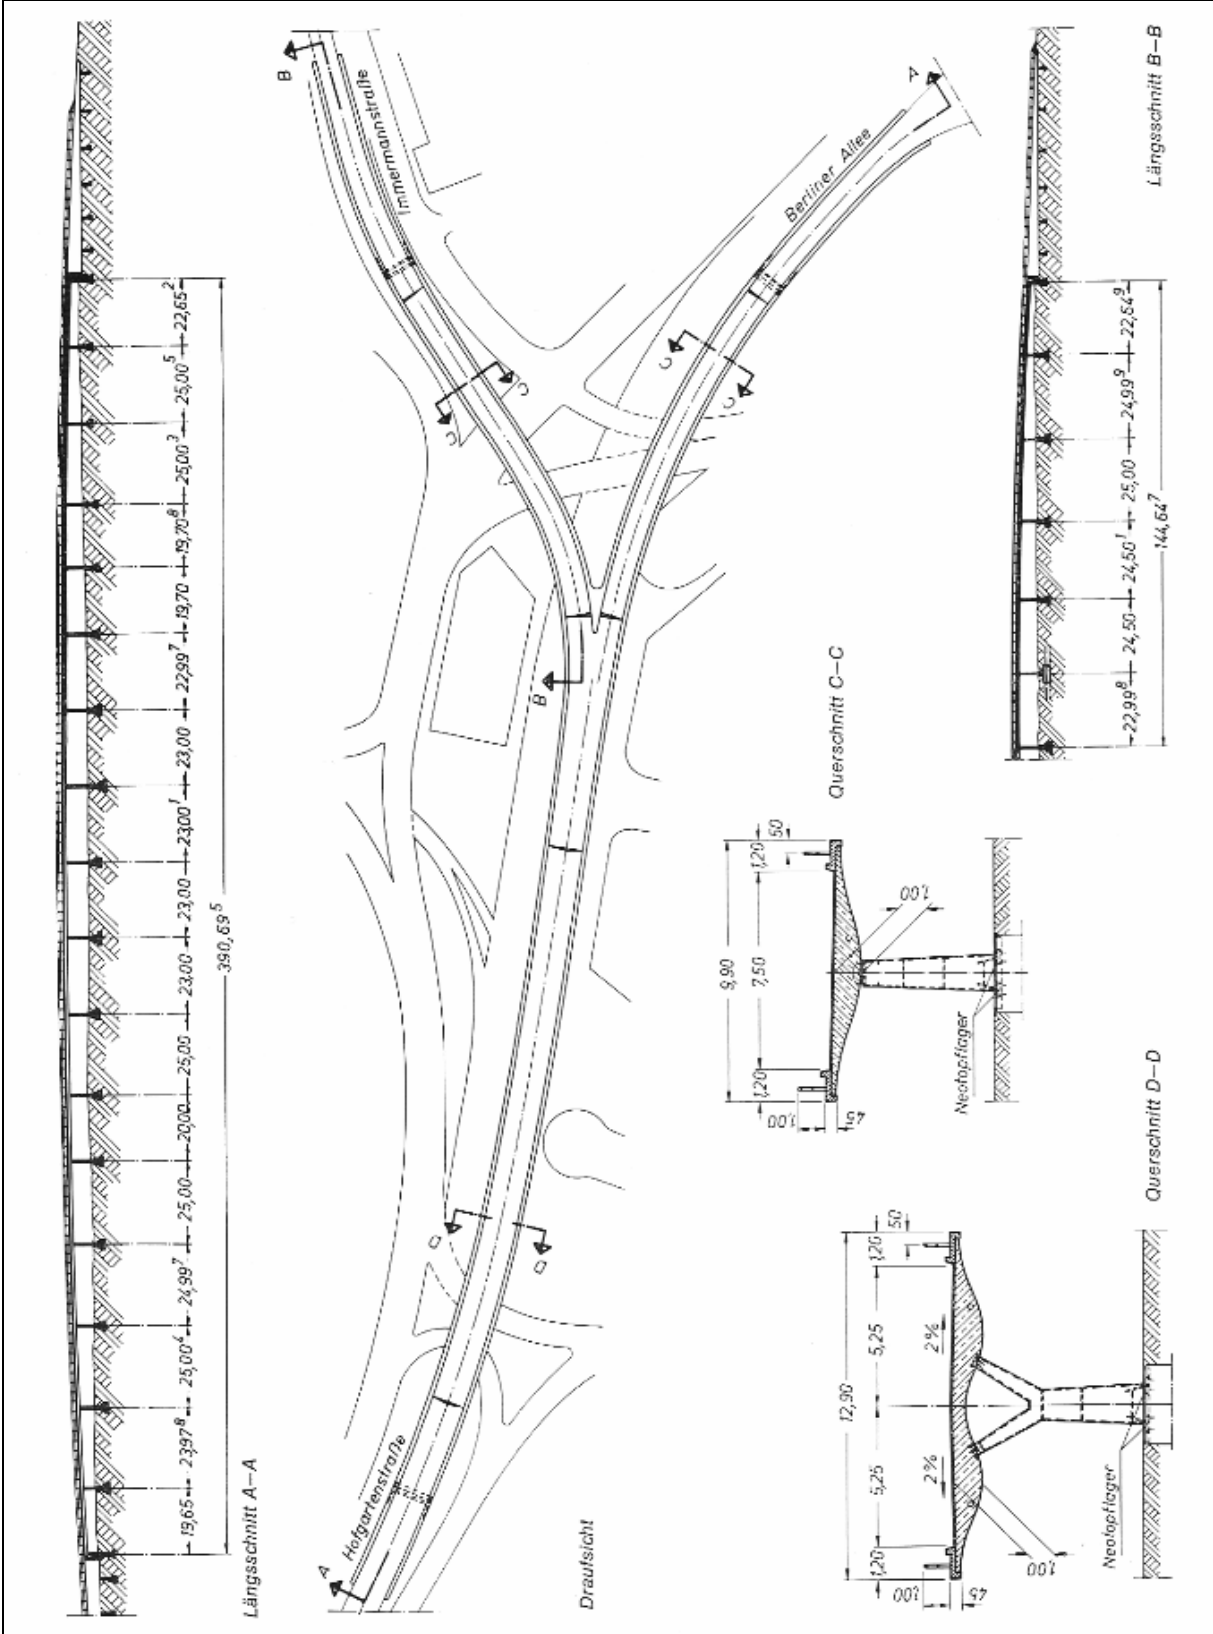 Längsschnitt A–A
19,65 23,97⁸ 25,00⁴ 24,99⁷ 25,00 20,00 25,00 23,00 23,00 23,00¹ 23,00 22,99⁷ 19,70 19,70⁸ 25,00³ 25,00⁵ 22,65²
390,69⁵
Draufsicht
Hofgartenstraße
Immermannstraße
Berliner Allee
A
A
B
B
C
C
C
C
D
D
Längsschnitt B–B
22,99⁸ 24,50 24,50¹ 25,00 24,99⁹ 22,64⁹
144,64⁷
Querschnitt C–C
9,90
1,20 7,50 1,20
50
1,00
45
1,00
Neotopflager
Querschnitt D–D
12,90
1,20 5,25 5,25 1,20
50
2% 2%
1,00
45
1,00
Neotopflager